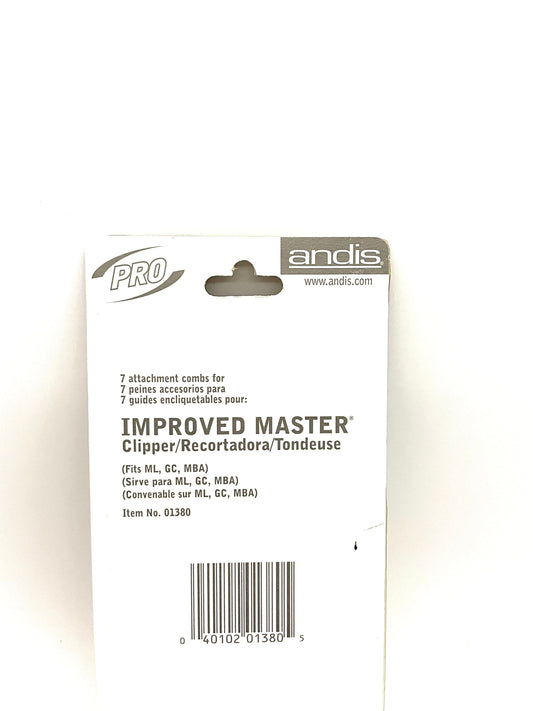 PRO
andis®
www.andis.com
7 attachment combs for
7 peines accesorios para
7 guides encliquetables pour:
IMPROVED MASTER®
Clipper/Recortadora/Tondeuse
(Fits ML, GC, MBA)
(Sirve para ML, GC, MBA)
(Convenable sur ML, GC, MBA)
Item No. 01380
0 40102 01380 5